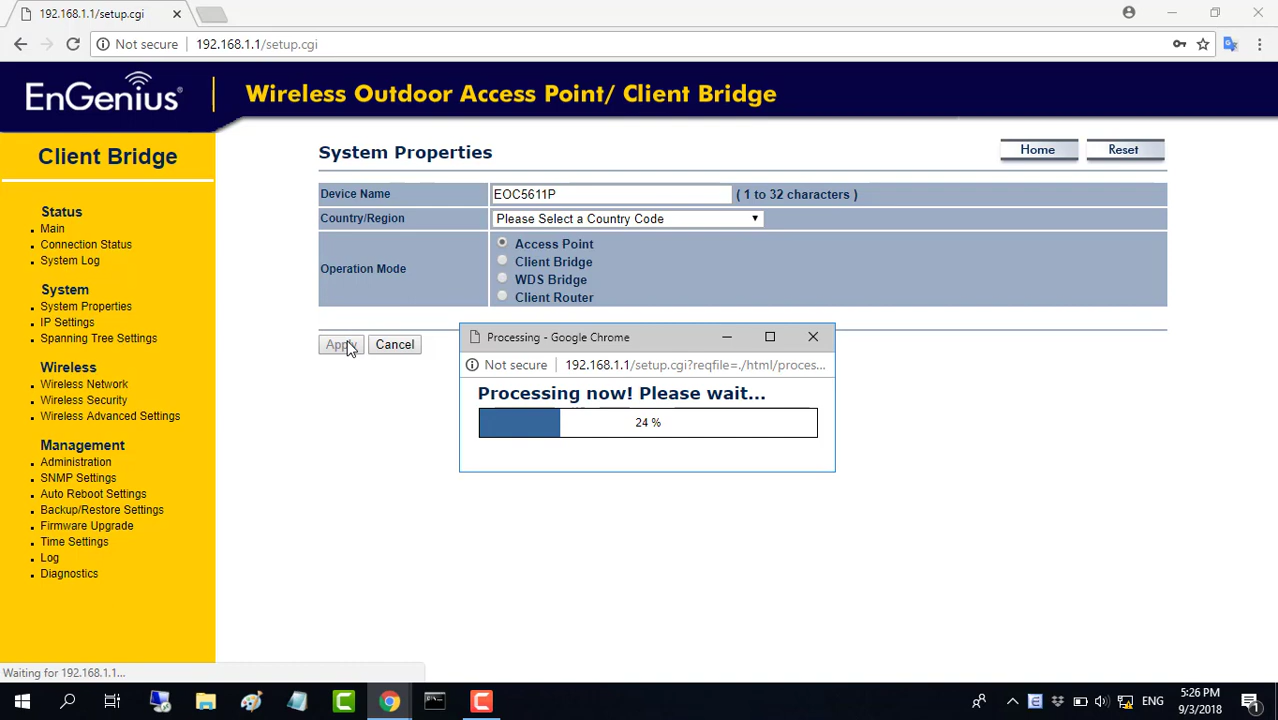 192.168.1.1/setup.cgi
Not secure 192.168.1.1/setup.cgi
EnGenius
Wireless Outdoor Access Point/ Client Bridge
Client Bridge
Status
Main
Connection Status
System Log
System
System Properties
IP Settings
Spanning Tree Settings
Wireless
Wireless Network
Wireless Security
Wireless Advanced Settings
Management
Administration
SNMP Settings
Auto Reboot Settings
Backup/Restore Settings
Firmware Upgrade
Time Settings
Log
Diagnostics
System Properties
Home Reset
Device Name EOC5611P ( 1 to 32 characters )
Country/Region Please Select a Country Code
Operation Mode
Access Point
Client Bridge
WDS Bridge
Client Router
Apply Cancel
Processing - Google Chrome
Not secure 192.168.1.1/setup.cgi?reqfile=./html/proces...
Processing now! Please wait...
24 %
Waiting for 192.168.1.1...
ENG
5:26 PM
9/3/2018
1